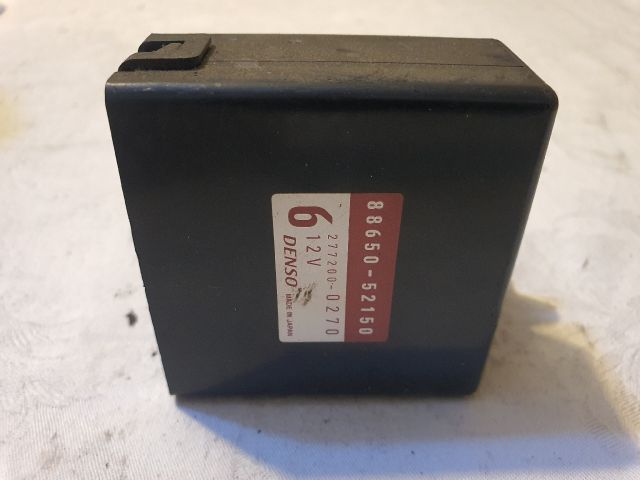 88650-52150
277200-0270
6 12V
DENSO MADE IN JAPAN